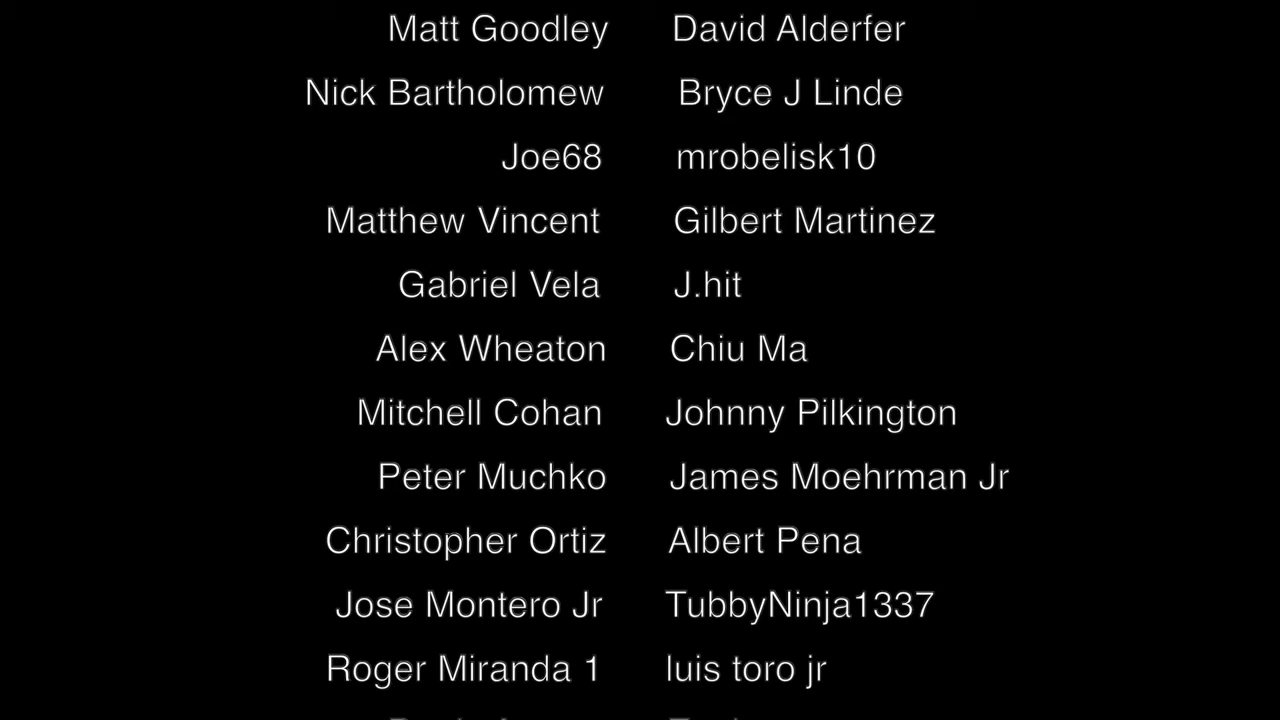 Matt Goodley David Alderfer
Nick Bartholomew Bryce J Linde
Joe68 mrobelisk10
Matthew Vincent Gilbert Martinez
Gabriel Vela J.hit
Alex Wheaton Chiu Ma
Mitchell Cohan Johnny Pilkington
Peter Muchko James Moehrman Jr
Christopher Ortiz Albert Pena
Jose Montero Jr TubbyNinja1337
Roger Miranda 1 luis toro jr